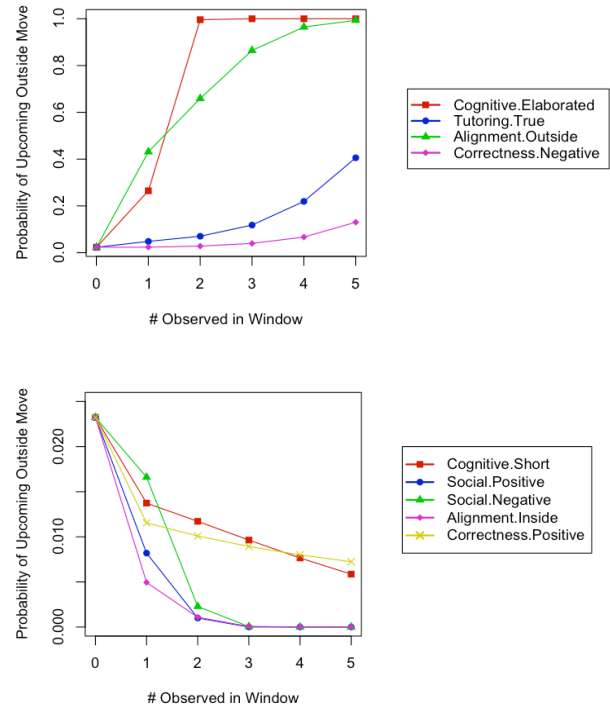 Probability of Upcoming Outside Move
1.0
0.8
0.6
0.4
0.2
0.0
0 1 2 3 4 5
# Observed in Window
Cognitive.Elaborated
Tutoring.True
Alignment.Outside
Correctness.Negative
Probability of Upcoming Outside Move
0.020
0.010
0.000
0 1 2 3 4 5
# Observed in Window
Cognitive.Short
Social.Positive
Social.Negative
Alignment.Inside
Correctness.Positive